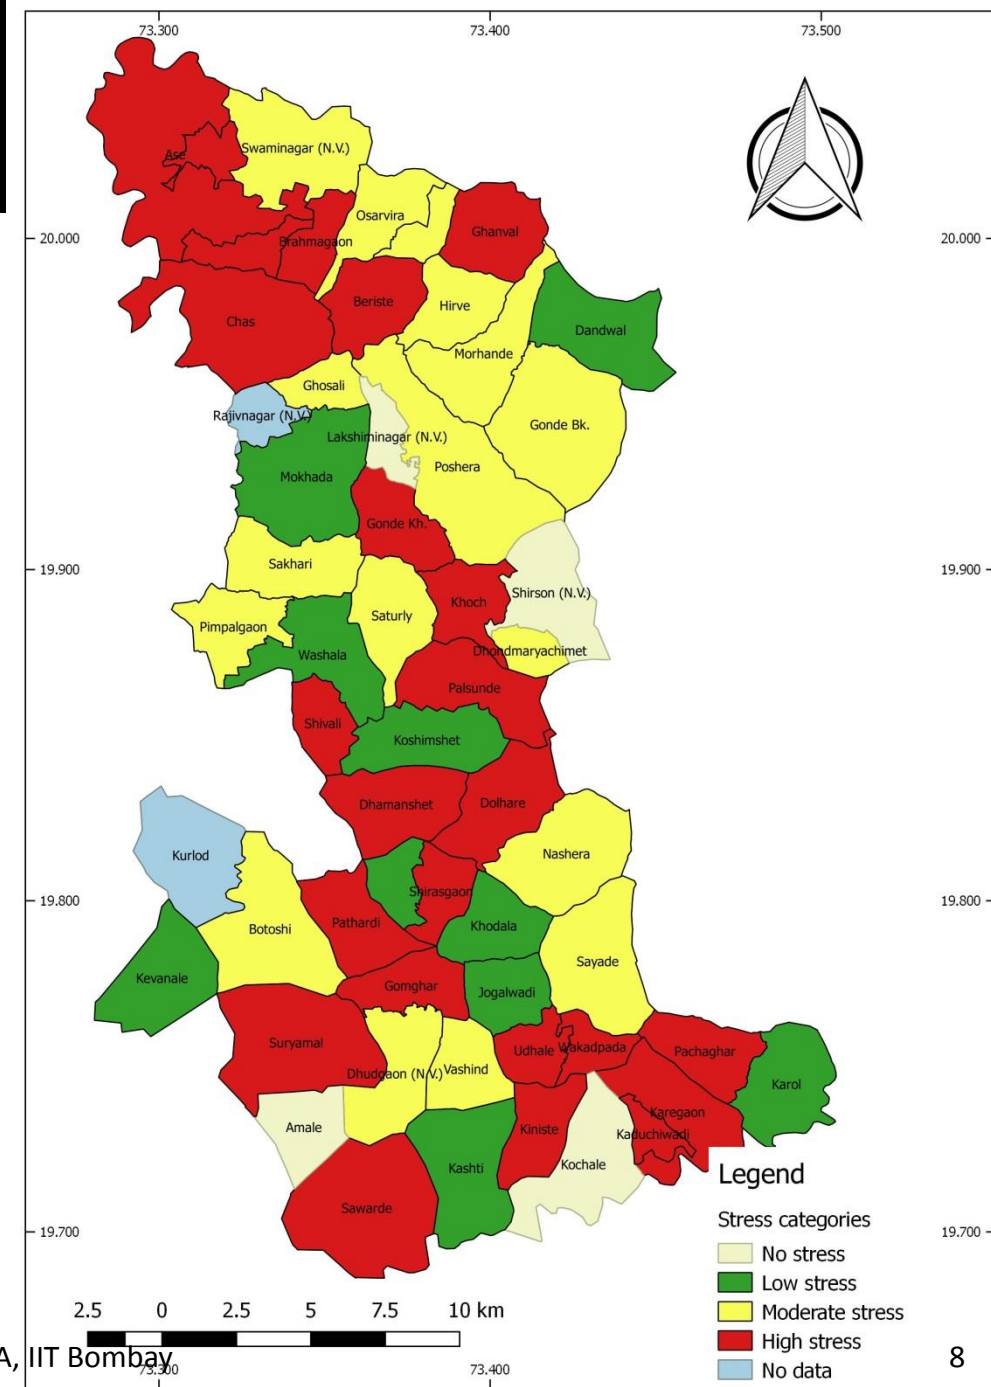 73.300 73.400 73.500
Ase
Swaminagar (N.V.)
Osarvira
Ghanval
20.000 20.000
Brahmagaon
Beriste
Hirve
Chas
Dandwal
Morhande
Ghosali
Rajivnagar (N.V.)
Gonde Bk.
Lakshiminagar (N.V.)
Poshera
Mokhada
Gonde Kh.
Sakhari
19.900 19.900
Shirson (N.V.)
Khoch
Saturly
Pimpalgaon
Washala
Dhondmaryachimet
Palsunde
Shivali
Koshimshet
Dhamanshet
Dolhare
Kurlod
Nashera
Shirasgaon
19.800 19.800
Pathardi
Botoshi
Khodala
Sayade
Kevanale
Gomghar
Jogalwadi
Suryamal
Udhale
Wakadpada
Pachaghar
Dhudgaon (N.V.)
Vashind
Karol
Karegaon
Amale
Kiniste
Kaduchiwadi
Kashti
Kochale
Sawarde
19.700 19.700
Legend
Stress categories
No stress
Low stress
Moderate stress
High stress
No data
2.5 0 2.5 5 7.5 10 km
A, IIT Bombay 8
73.300 73.400